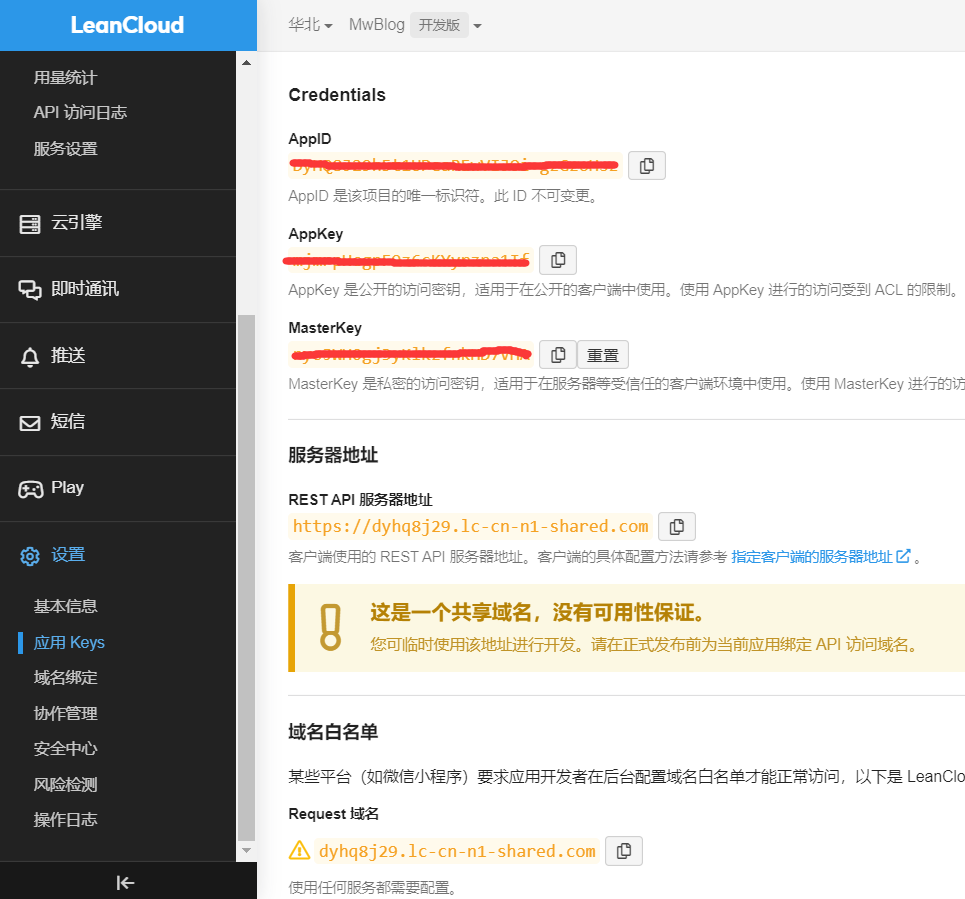 LeanCloud
华北 MwBlog 开发版
用量统计
API 访问日志
服务设置
云引擎
即时通讯
推送
短信
Play
设置
基本信息
应用 Keys
域名绑定
协作管理
安全中心
风险检测
操作日志
Credentials
AppID
AppID 是该项目的唯一标识符。此 ID 不可变更。
AppKey
AppKey 是公开的访问密钥，适用于在公开的客户端中使用。使用 AppKey 进行的访问受到 ACL 的限制。
MasterKey
重置
MasterKey 是私密的访问密钥，适用于在服务器等受信任的客户端环境中使用。使用 MasterKey 进行的访
服务器地址
REST API 服务器地址
https://dyhq8j29.lc-cn-n1-shared.com
客户端使用的 REST API 服务器地址。客户端的具体配置方法请参考 指定客户端的服务器地址 。
这是一个共享域名，没有可用性保证。
您可临时使用该地址进行开发。请在正式发布前为当前应用绑定 API 访问域名。
域名白名单
某些平台（如微信小程序）要求应用开发者在后台配置域名白名单才能正常访问，以下是 LeanClo
Request 域名
dyhq8j29.lc-cn-n1-shared.com
使用任何服务都需要配置。